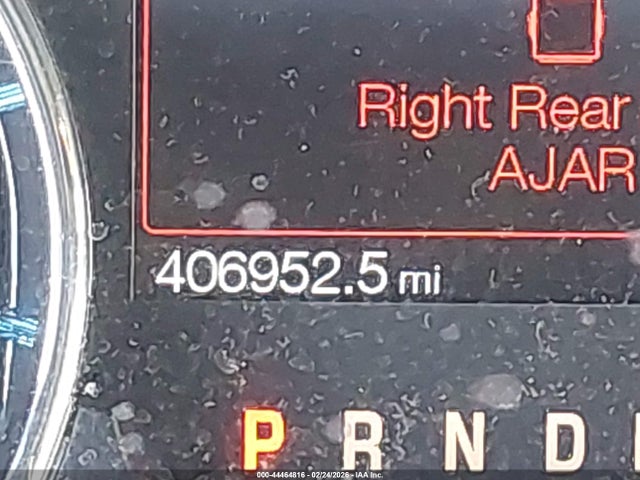 Right Rear
AJAR
406952.5 mi
P R N D
000-44464816 - 02/24/2026 - IAA Inc.